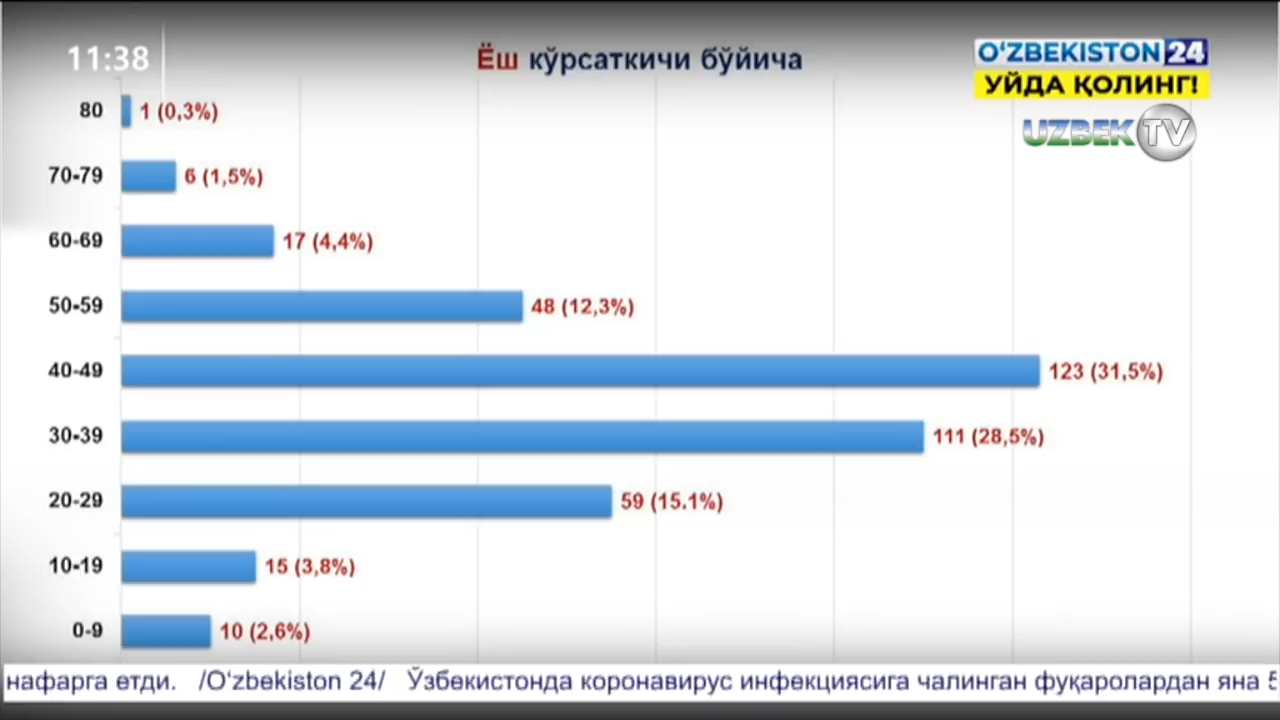 11:38
Ёш кўрсаткичи бўйича
O‘ZBEKISTON 24
УЙДА ҚОЛИНГ!
UZBEK TV
80 1 (0,3%)
70-79 6 (1,5%)
60-69 17 (4,4%)
50-59 48 (12,3%)
40-49 123 (31,5%)
30-39 111 (28,5%)
20-29 59 (15.1%)
10-19 15 (3,8%)
0-9 10 (2,6%)
нафарга етди. /O‘zbekiston 24/ Ўзбекистонда коронавирус инфекциясига чалинган фуқаролардан яна 5